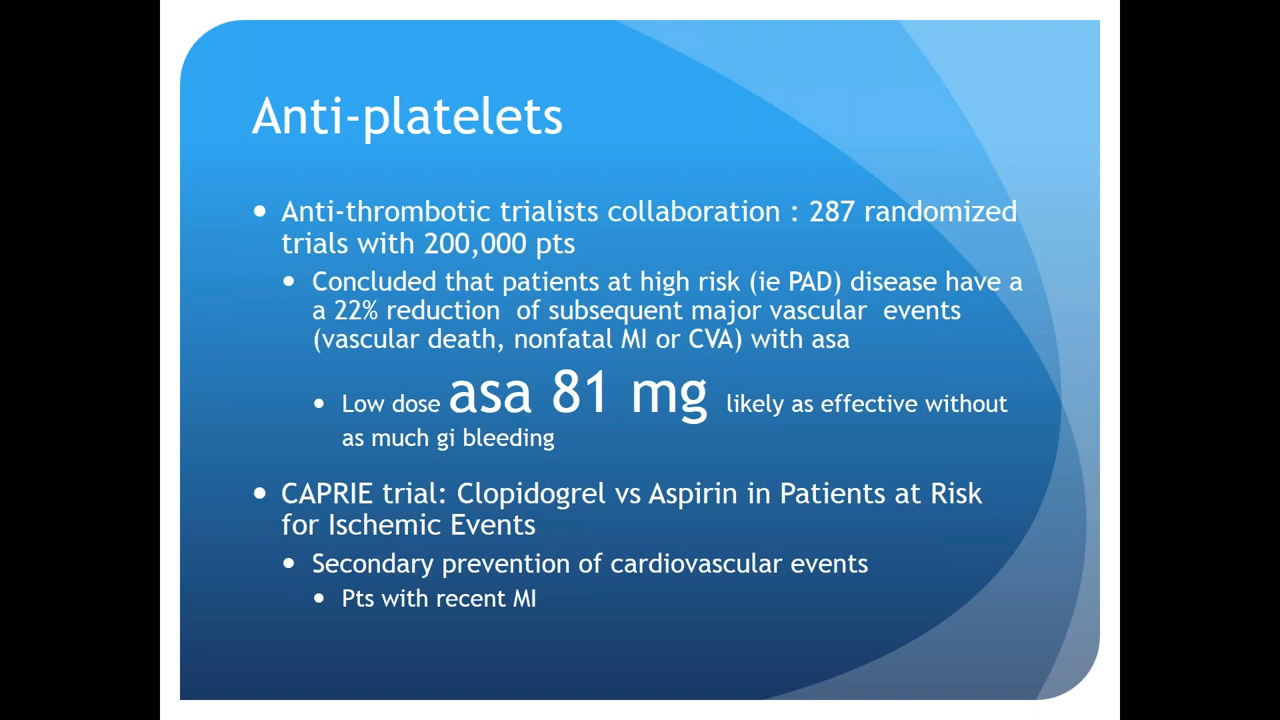 Anti-platelets
Anti-thrombotic trialists collaboration : 287 randomized
trials with 200,000 pts
Concluded that patients at high risk (ie PAD) disease have a
a 22% reduction of subsequent major vascular events
(vascular death, nonfatal MI or CVA) with asa
Low dose asa 81 mg likely as effective without
as much gi bleeding
CAPRIE trial: Clopidogrel vs Aspirin in Patients at Risk
for Ischemic Events
Secondary prevention of cardiovascular events
Pts with recent MI